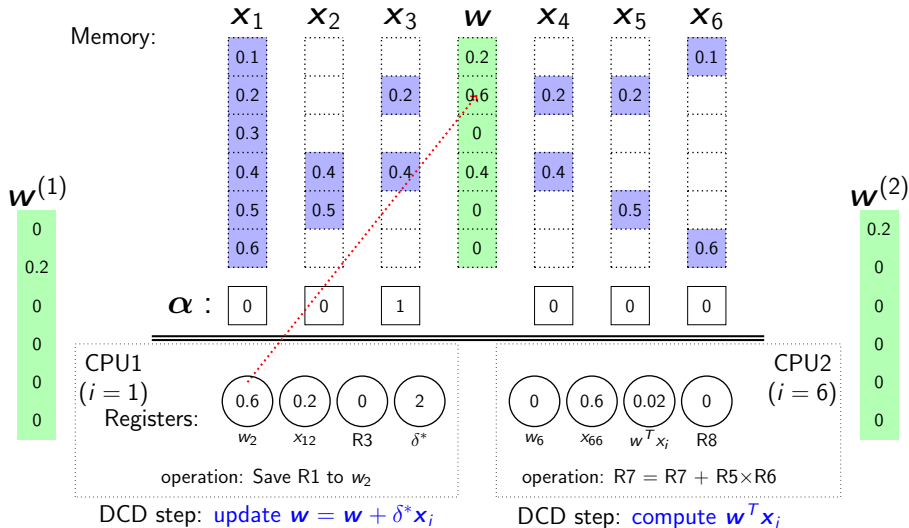 x1 x2 x3 w x4 x5 x6
Memory:
0.1 0.2 0.1
0.2 0.2 0.6 0.2 0.2
0.3 0
0.4 0.4 0.4 0.4 0.4
w(1) w(2)
0.5 0.5 0 0.5
0 0.2
0.6 0 0.6
0.2 0
α : 0 0 1 0 0 0
0 0
0 0
CPU1 CPU2
(i = 1) (i = 6)
0 0
Registers: 0.6 0.2 0 2 0 0.6 0.02 0
0 0
w2 x12 R3 δ* w6 x66 wTxi R8
operation: Save R1 to w2 operation: R7 = R7 + R5×R6
DCD step: update w = w + δ*xi DCD step: compute wTxi